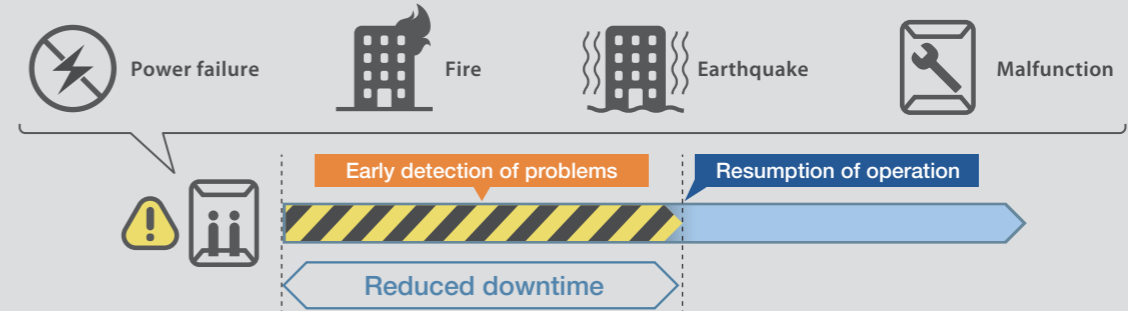 Power failure
Fire
Earthquake
Malfunction
Early detection of problems
Resumption of operation
Reduced downtime